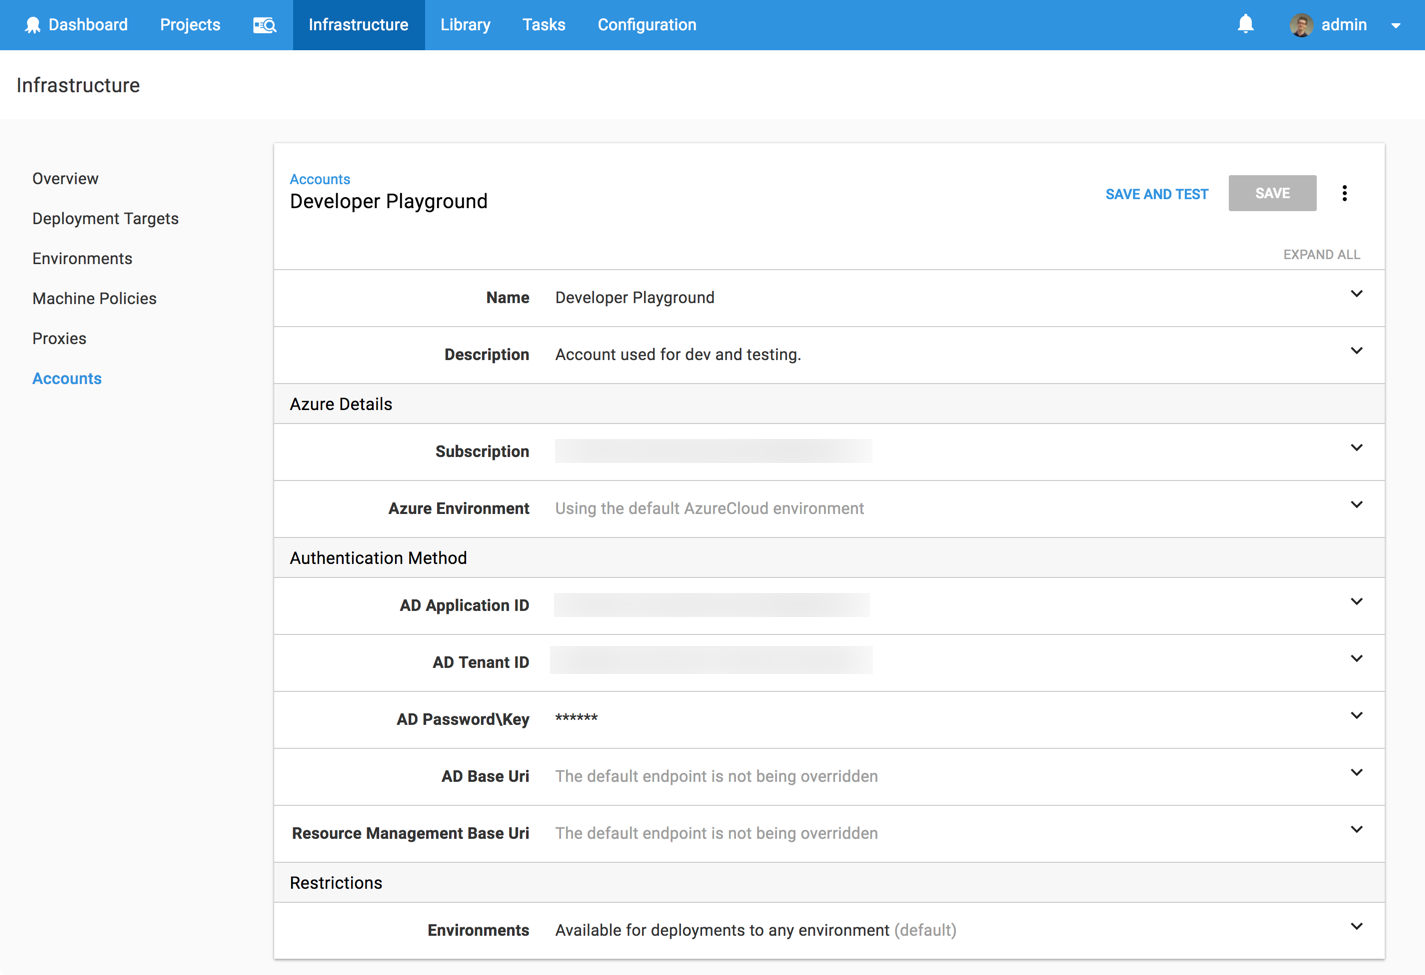 Dashboard Projects Infrastructure Library Tasks Configuration admin
Infrastructure
Overview
Deployment Targets
Environments
Machine Policies
Proxies
Accounts
Accounts
Developer Playground
SAVE AND TEST SAVE
EXPAND ALL
Name Developer Playground
Description Account used for dev and testing.
Azure Details
Subscription
Azure Environment Using the default AzureCloud environment
Authentication Method
AD Application ID
AD Tenant ID
AD Password\Key ******
AD Base Uri The default endpoint is not being overridden
Resource Management Base Uri The default endpoint is not being overridden
Restrictions
Environments Available for deployments to any environment (default)